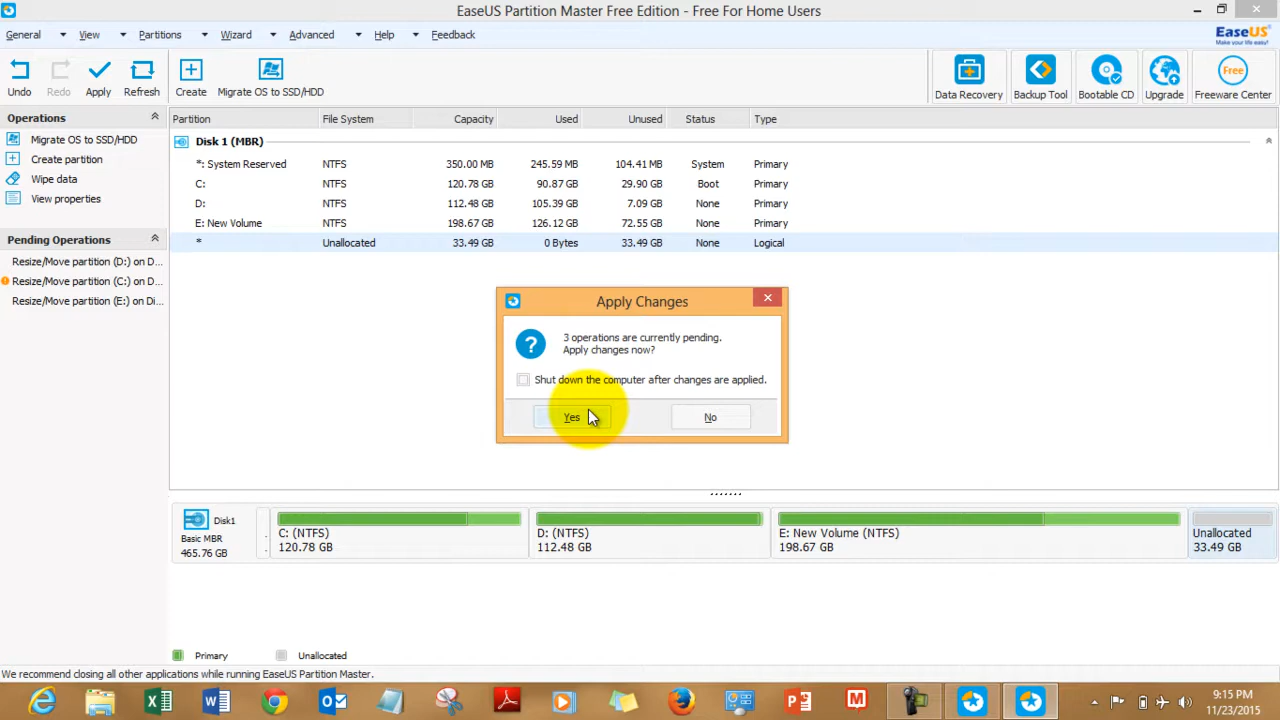 EaseUS Partition Master Free Edition - Free For Home Users
General View Partitions Wizard Advanced Help Feedback
EaseUS
Make your life easy!
Undo Redo Apply Refresh Create Migrate OS to SSD/HDD Data Recovery Backup Tool Bootable CD Upgrade Free Freeware Center
Operations
Migrate OS to SSD/HDD
Create partition
Wipe data
View properties
Pending Operations
Resize/Move partition (D:) on D...
Resize/Move partition (C:) on D...
Resize/Move partition (E:) on Di...
Partition File System Capacity Used Unused Status Type
Disk 1 (MBR)
*: System Reserved NTFS 350.00 MB 245.59 MB 104.41 MB System Primary
C: NTFS 120.78 GB 90.87 GB 29.90 GB Boot Primary
D: NTFS 112.48 GB 105.39 GB 7.09 GB None Primary
E: New Volume NTFS 198.67 GB 126.12 GB 72.55 GB None Primary
* Unallocated 33.49 GB 0 Bytes 33.49 GB None Logical
Apply Changes
3 operations are currently pending.
Apply changes now?
Shut down the computer after changes are applied.
Yes No
Disk1
Basic MBR
465.76 GB
C: (NTFS)
120.78 GB
D: (NTFS)
112.48 GB
E: New Volume (NTFS)
198.67 GB
Unallocated
33.49 GB
Primary Unallocated
We recommend closing all other applications while running EaseUS Partition Master.
9:15 PM
11/23/2015